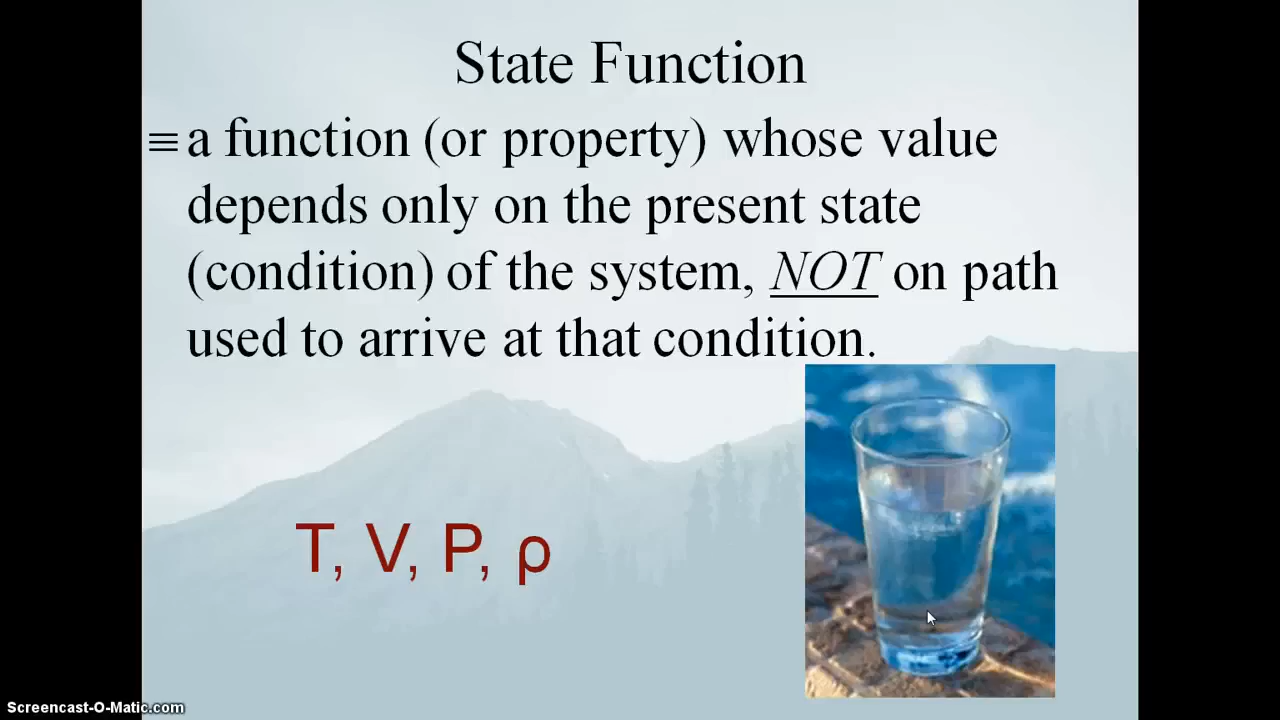 State Function
≡ a function (or property) whose value
depends only on the present state
(condition) of the system, NOT on path
used to arrive at that condition.
T, V, P, ρ
Screencast-O-Matic.com